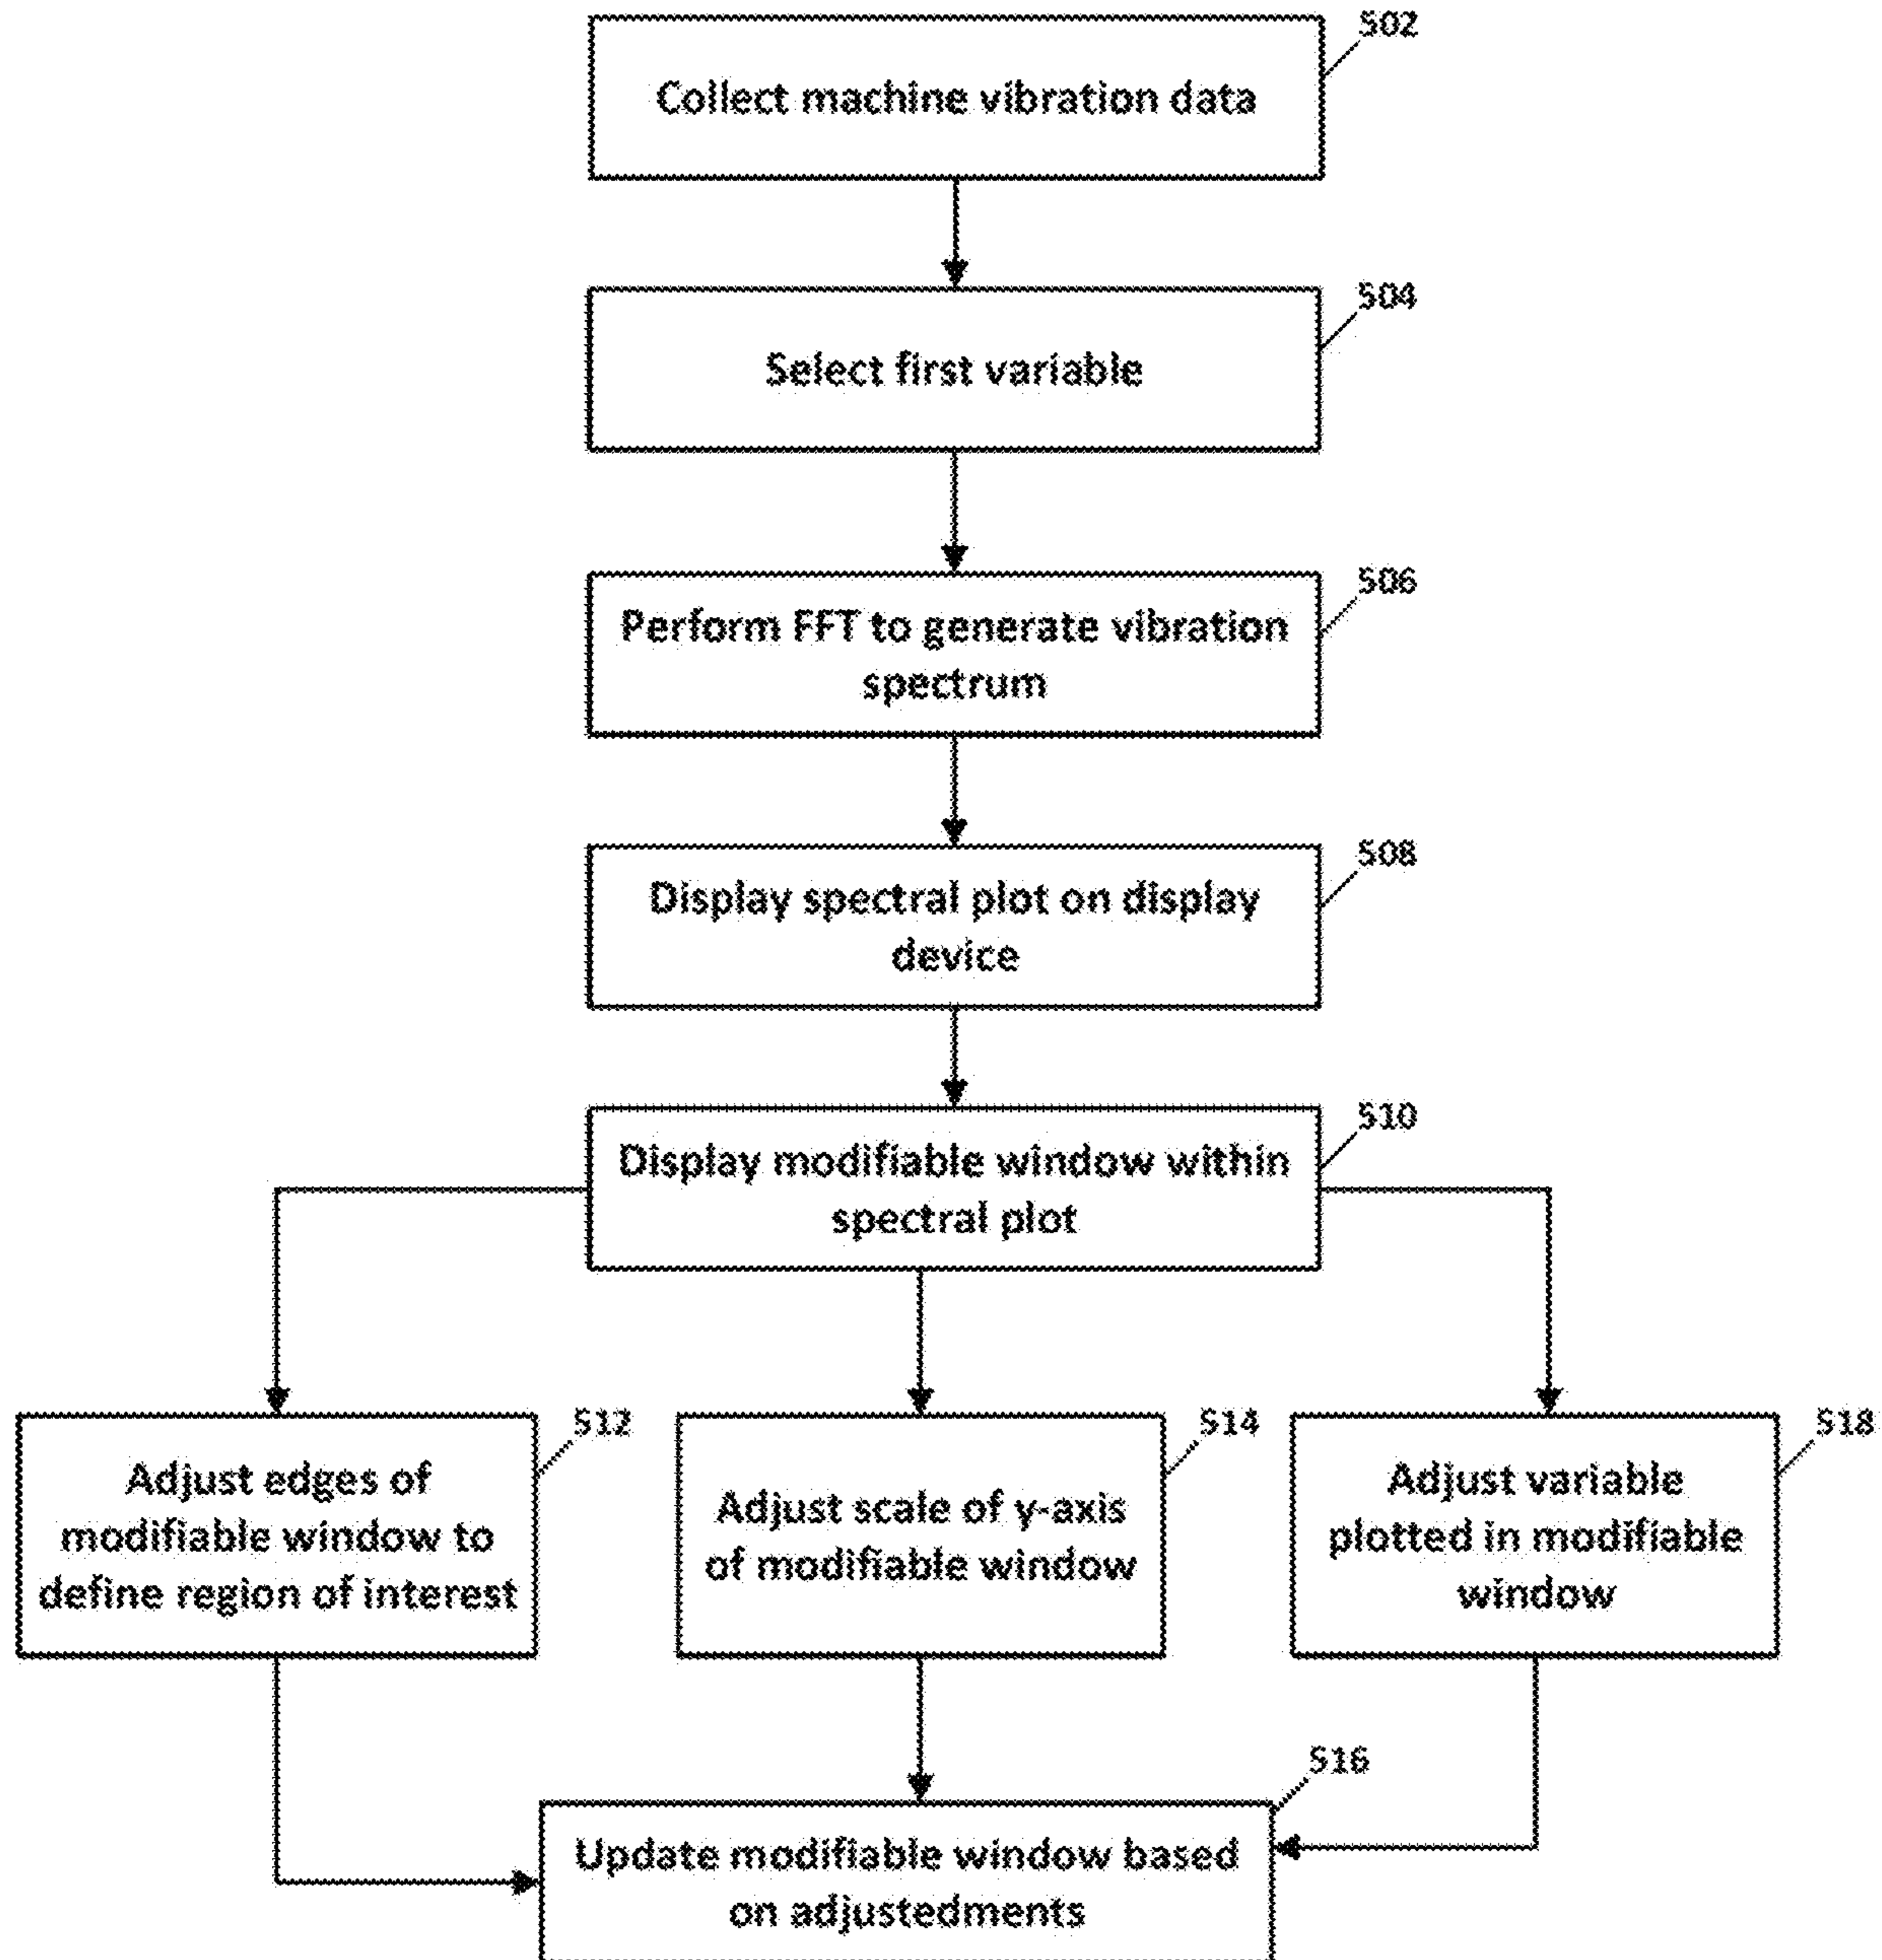 502
Collect machine vibration data
504
Select first variable
506
Perform FFT to generate vibration
spectrum
508
Display spectral plot on display
device
510
Display modifiable window within
spectral plot
512
Adjust edges of
modifiable window to
define region of interest
514
Adjust scale of y-axis
of modifiable window
518
Adjust variable
plotted in modifiable
window
516
Update modifiable window based
on adjustedments